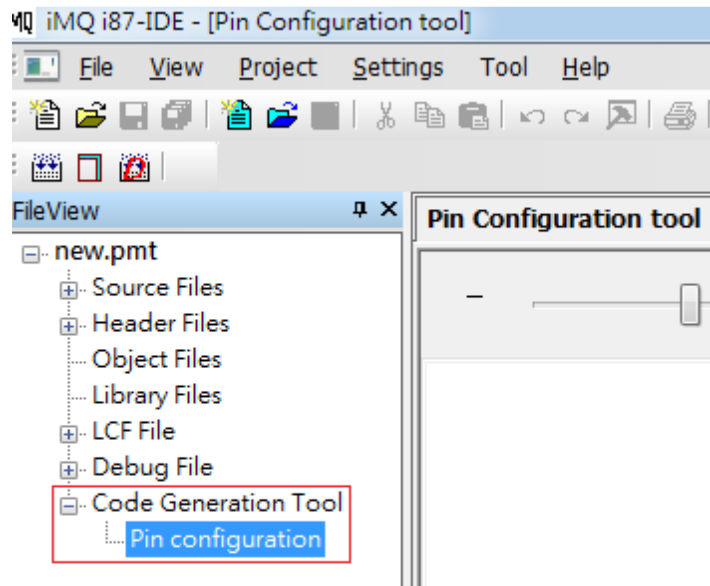 MQ iMQ i87-IDE - [Pin Configuration tool]
File View Project Settings Tool Help
FileView
Pin Configuration tool
new.pmt
Source Files
Header Files
Object Files
Library Files
LCF File
Debug File
Code Generation Tool
Pin configuration